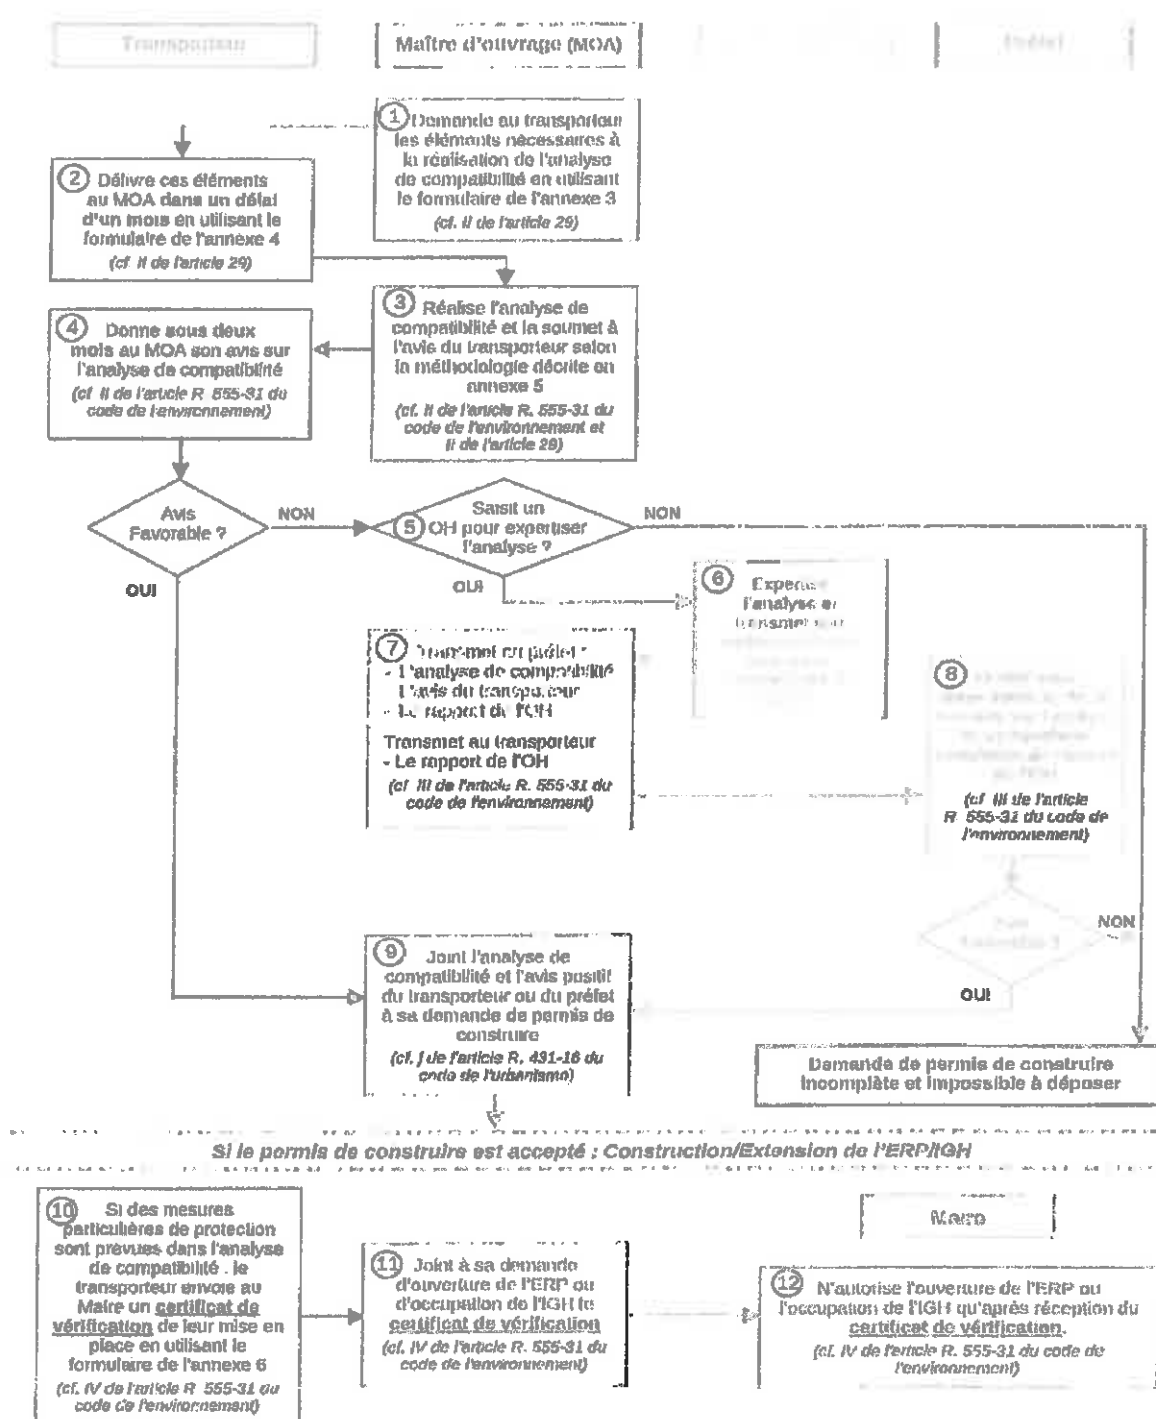 Transporteur
Maître d'ouvrage (MOA)
Préfet
1 Demande au transporteur
les éléments nécessaires à
la réalisation de l'analyse
de compatibilité en utilisant
le formulaire de l'annexe 3
(cf. II de l'article 29)
2 Délivre ces éléments
au MOA dans un délai
d'un mois en utilisant le
formulaire de l'annexe 4
(cf II de l'article 29)
3 Réalise l'analyse de
compatibilité et la soumet à
l'avis du transporteur selon
la méthodologie décrite en
annexe 5
(cf. II de l'article R. 555-31 du
code de l'environnement et
II de l'article 29)
4 Donne sous deux
mois au MOA son avis sur
l'analyse de compatibilité
(cf II de l'article R 555-31 du
code de l'environnement)
Avis
Favorable ?
NON
OUI
5 Saisit un
OH pour expertiser
l'analyse ?
NON
OUI
6
l'analyse et
transmet son
7 Transmet au préfet :
- L'analyse de compatibilité
L'avis du transporteur
- Le rapport de l'OH
Transmet au transporteur
- Le rapport de l'OH
(cf III de l'article R. 555-31 du
code de l'environnement)
8
(cf III de l'article
R 555-31 du code de
l'environnement)
NON
OUI
9 Joint l'analyse de
compatibilité et l'avis positif
du transporteur ou du préfet
à sa demande de permis de
construire
(cf. j de l'article R. 431-16 du
code de l'urbanisme)
Demande de permis de construire
incomplète et impossible à déposer
Si le permis de construire est accepté : Construction/Extension de l'ERP/IGH
10 Si des mesures
particulières de protection
sont prévues dans l'analyse
de compatibilité . le
transporteur envoie au
Maire un certificat de
vérification de leur mise en
place en utilisant le
formulaire de l'annexe 6
(cf. IV de l'article R 555-31 du
code de l'environnement)
11 Joint à sa demande
d'ouverture de l'ERP ou
d'occupation de l'IGH le
certificat de vérification
(cf. IV de l'article R. 555-31 du
code de l'environnement)
Maire
12 N'autorise l'ouverture de l'ERP ou
l'occupation de l'IGH qu'après réception du
certificat de vérification.
(cf. IV de l'article R. 555-31 du code de
l'environnement)